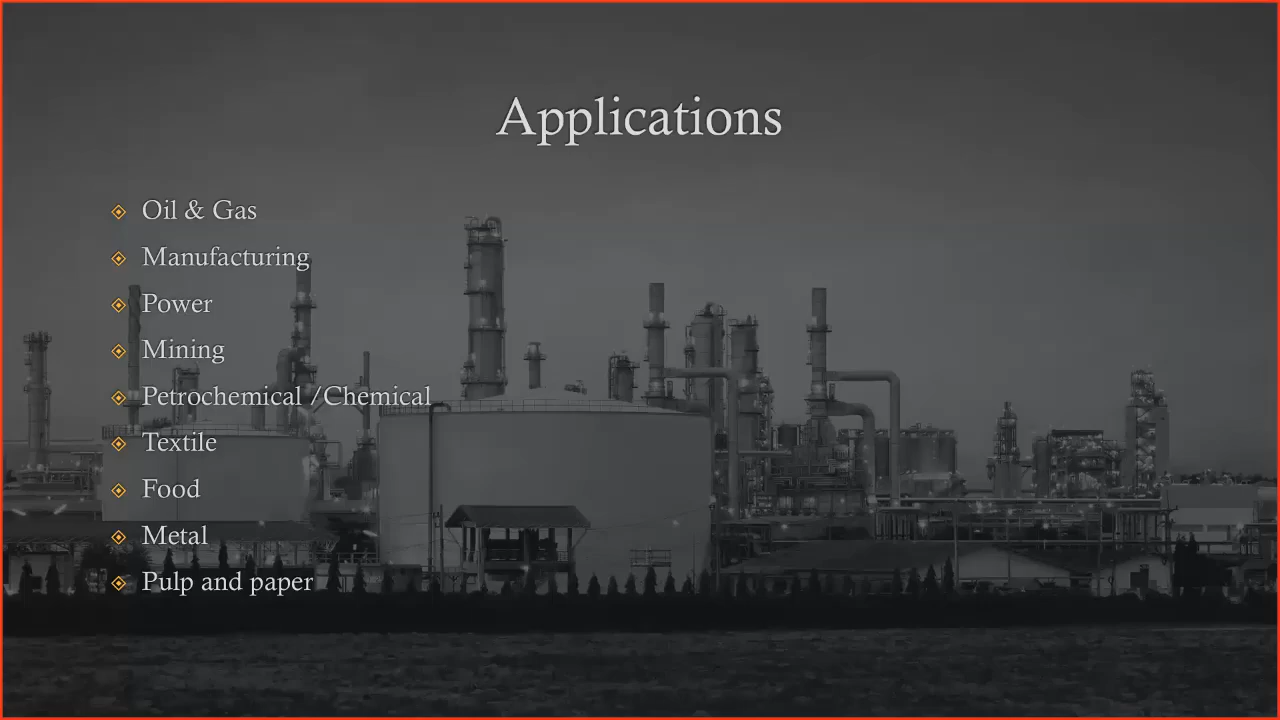 Applications
Oil & Gas
Manufacturing
Power
Mining
Petrochemical /Chemical
Textile
Food
Metal
Pulp and paper